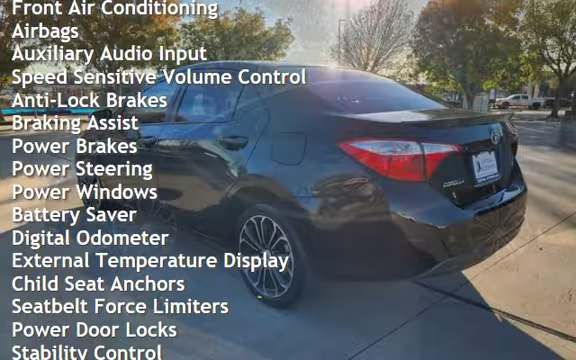 Front Air Conditioning
Airbags
Auxiliary Audio Input
Speed Sensitive Volume Control
Anti-Lock Brakes
Braking Assist
Power Brakes
Power Steering
Power Windows
Battery Saver
Digital Odometer
External Temperature Display
Child Seat Anchors
Seatbelt Force Limiters
Power Door Locks
Stability Control
COROLLA